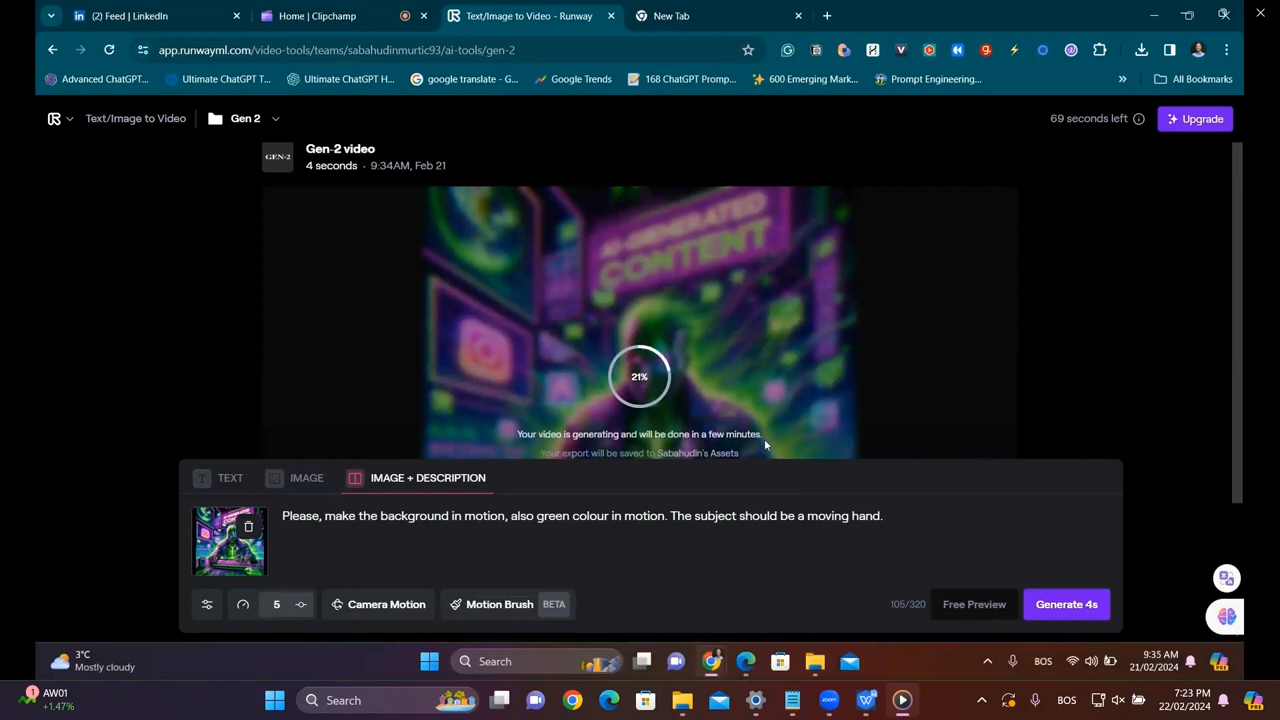 (2) Feed | LinkedIn
Home | Clipchamp
Text/Image to Video - Runway
New Tab
app.runwayml.com/video-tools/teams/sabahudinmurtic93/ai-tools/gen-2
Advanced ChatGPT...
Ultimate ChatGPT T...
Ultimate ChatGPT H...
google translate - G...
Google Trends
168 ChatGPT Promp...
600 Emerging Mark...
Prompt Engineering...
All Bookmarks
Text/Image to Video
Gen 2
69 seconds left
Upgrade
GEN-2
Gen-2 video
4 seconds · 9:34AM, Feb 21
AI-GENERATED
CONTENT
21%
Your video is generating and will be done in a few minutes.
Your export will be saved to Sabahudin's Assets
TEXT
IMAGE
IMAGE + DESCRIPTION
Please, make the background in motion, also green colour in motion. The subject should be a moving hand.
5
Camera Motion
Motion Brush BETA
105/320
Free Preview
Generate 4s
3°C
Mostly cloudy
Search
BOS
9:35 AM
21/02/2024
AW01
+1.47%
Search
zoom
BOS
7:23 PM
22/02/2024